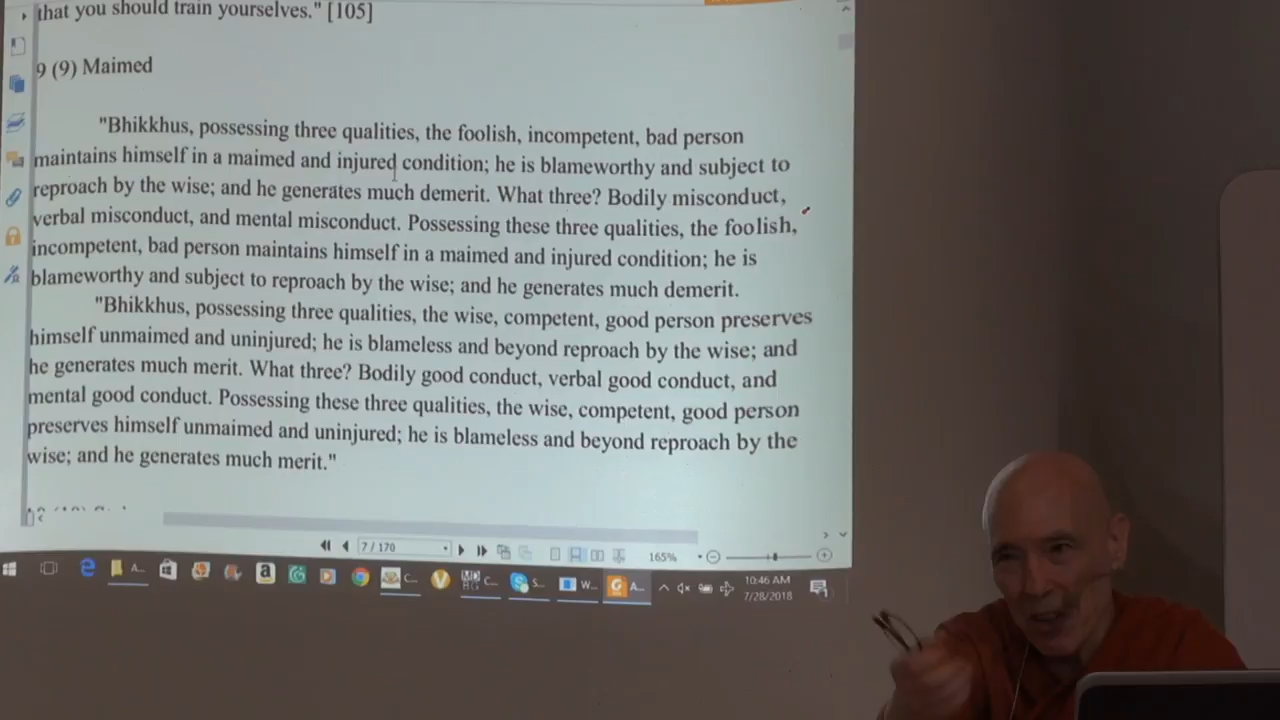 that you should train yourselves." [105]
9 (9) Maimed
"Bhikkhus, possessing three qualities, the foolish, incompetent, bad person
maintains himself in a maimed and injured condition; he is blameworthy and subject to
reproach by the wise; and he generates much demerit. What three? Bodily misconduct,
verbal misconduct, and mental misconduct. Possessing these three qualities, the foolish,
incompetent, bad person maintains himself in a maimed and injured condition; he is
blameworthy and subject to reproach by the wise; and he generates much demerit.
"Bhikkhus, possessing three qualities, the wise, competent, good person preserves
himself unmaimed and uninjured; he is blameless and beyond reproach by the wise; and
he generates much merit. What three? Bodily good conduct, verbal good conduct, and
mental good conduct. Possessing these three qualities, the wise, competent, good person
preserves himself unmaimed and uninjured; he is blameless and beyond reproach by the
wise; and he generates much merit."
7 / 170
165%
A...
C...
C...
S...
W...
A...
10:46 AM
7/28/2018